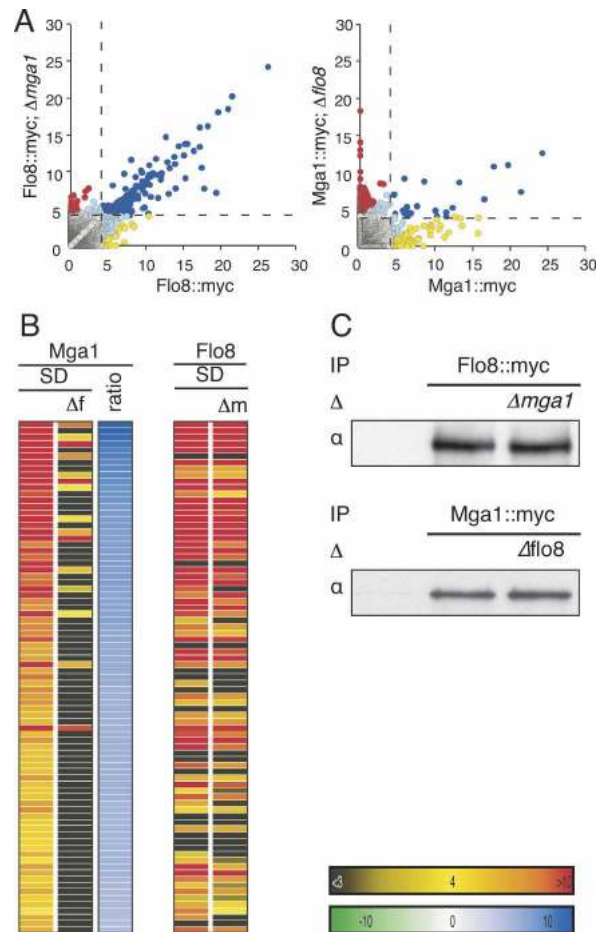 A
Flo8::myc; Δmga1
30
25
20
15
10
5
0
0 5 10 15 20 25 30
Flo8::myc
Mga1::myc; Δflo8
30
25
20
15
10
5
0
0 5 10 15 20 25 30
Mga1::myc
B
Mga1
SD
Δf
ratio
Flo8
SD
Δm
C
IP Flo8::myc
Δ Δmga1
α
IP Mga1::myc
Δ Δflo8
α
<3 4
-10 0 10